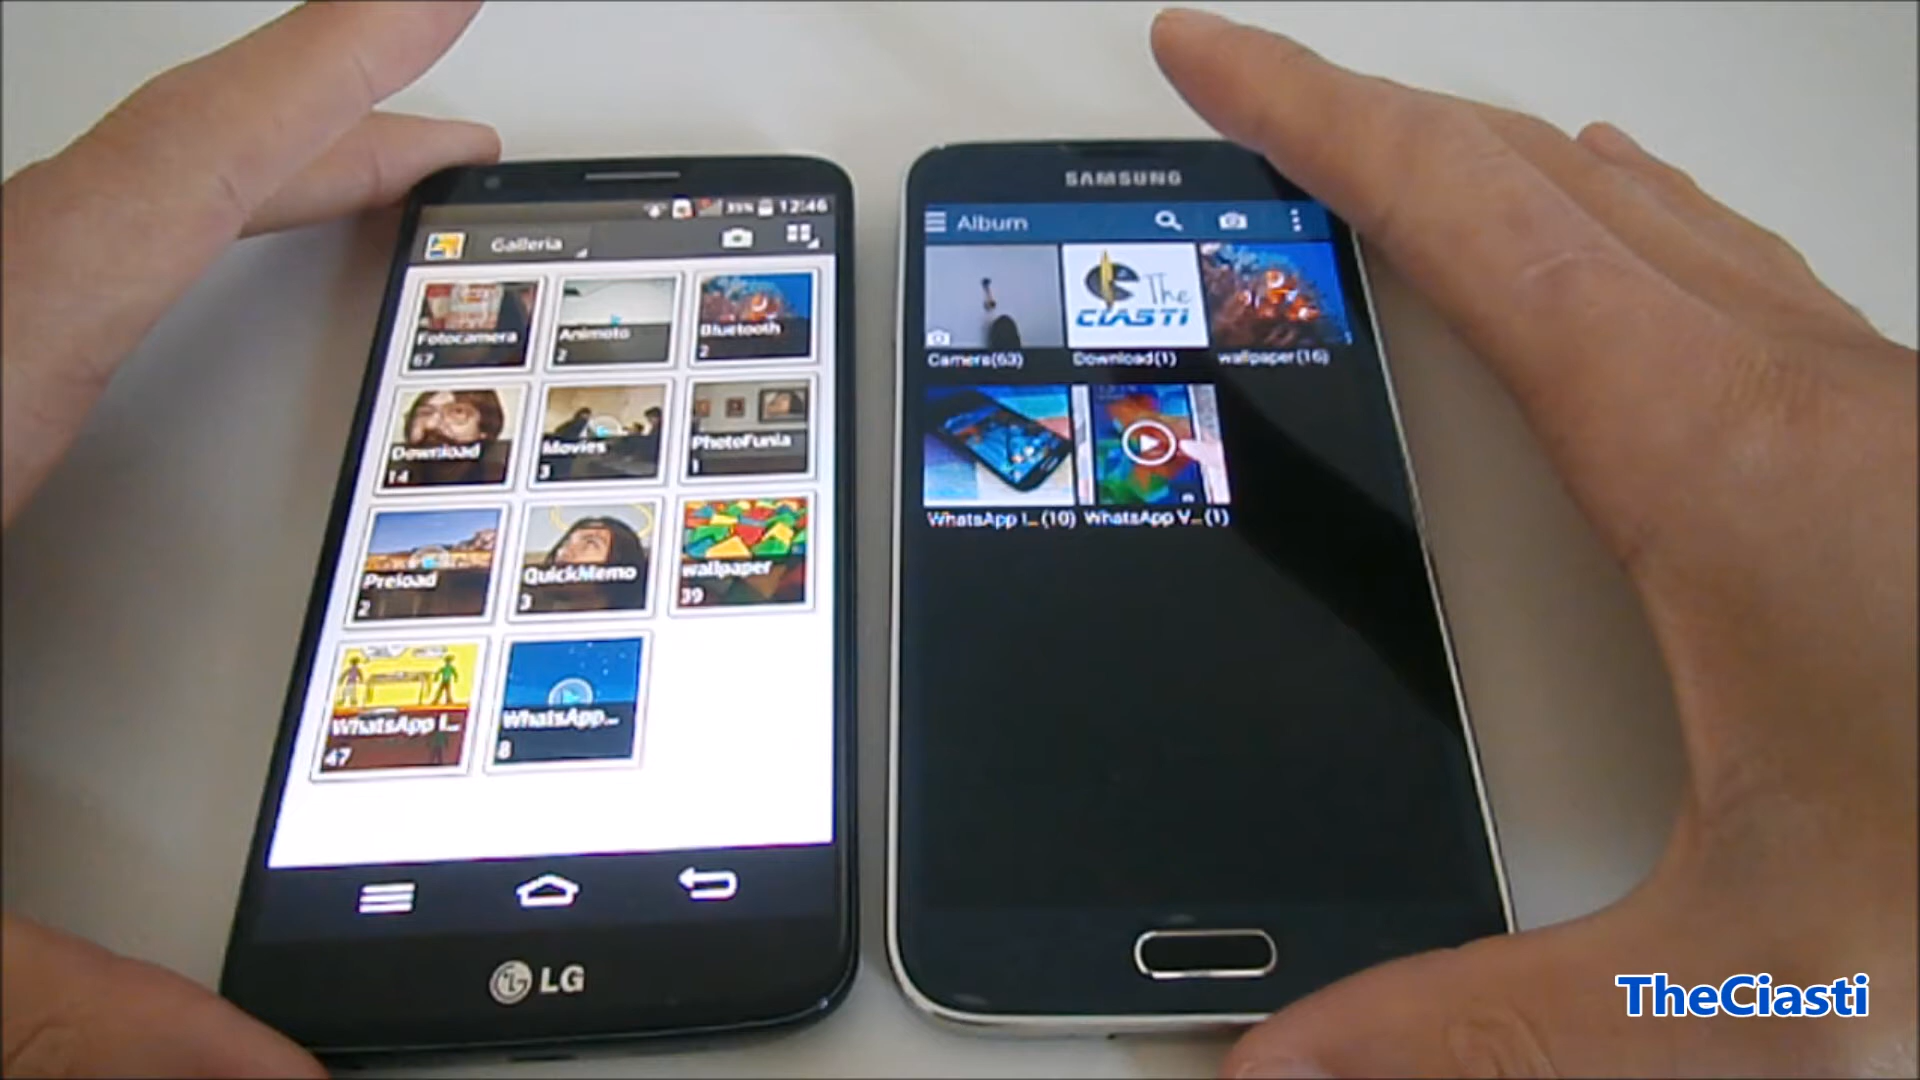 35% 12:46
Galleria
Fotocamera
67
Animoto
2
Bluetooth
2
Download
14
Movies
3
PhotoFunia
1
Preload
2
QuickMemo
3
wallpaper
39
WhatsApp I...
47
WhatsApp...
8
LG
SAMSUNG
Album
The
CIASTI
Camera(63)
Download(1)
wallpaper(16)
WhatsApp I...(10)
WhatsApp V...(1)
TheCiasti